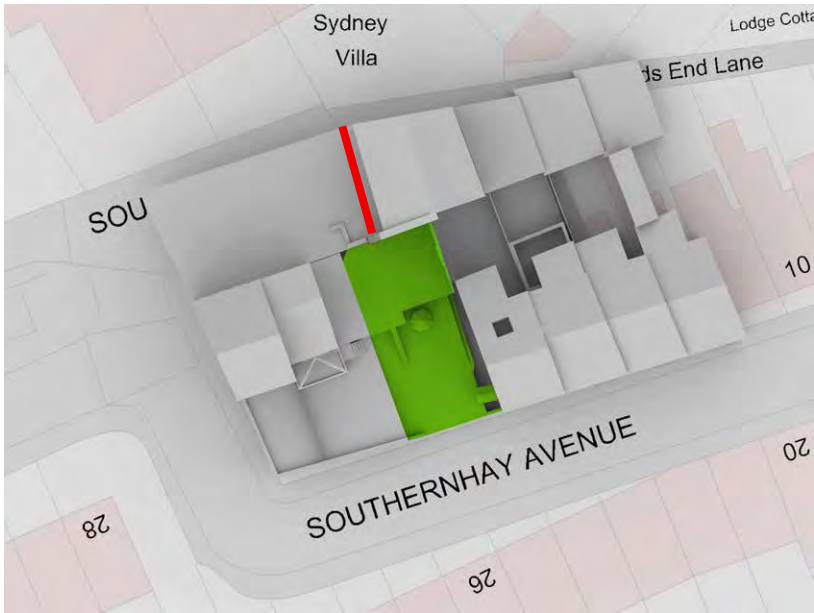 Sydney
Villa
Lodge Cotta
ds End Lane
SOU
10
SOUTHERNHAY AVENUE
20
28
26